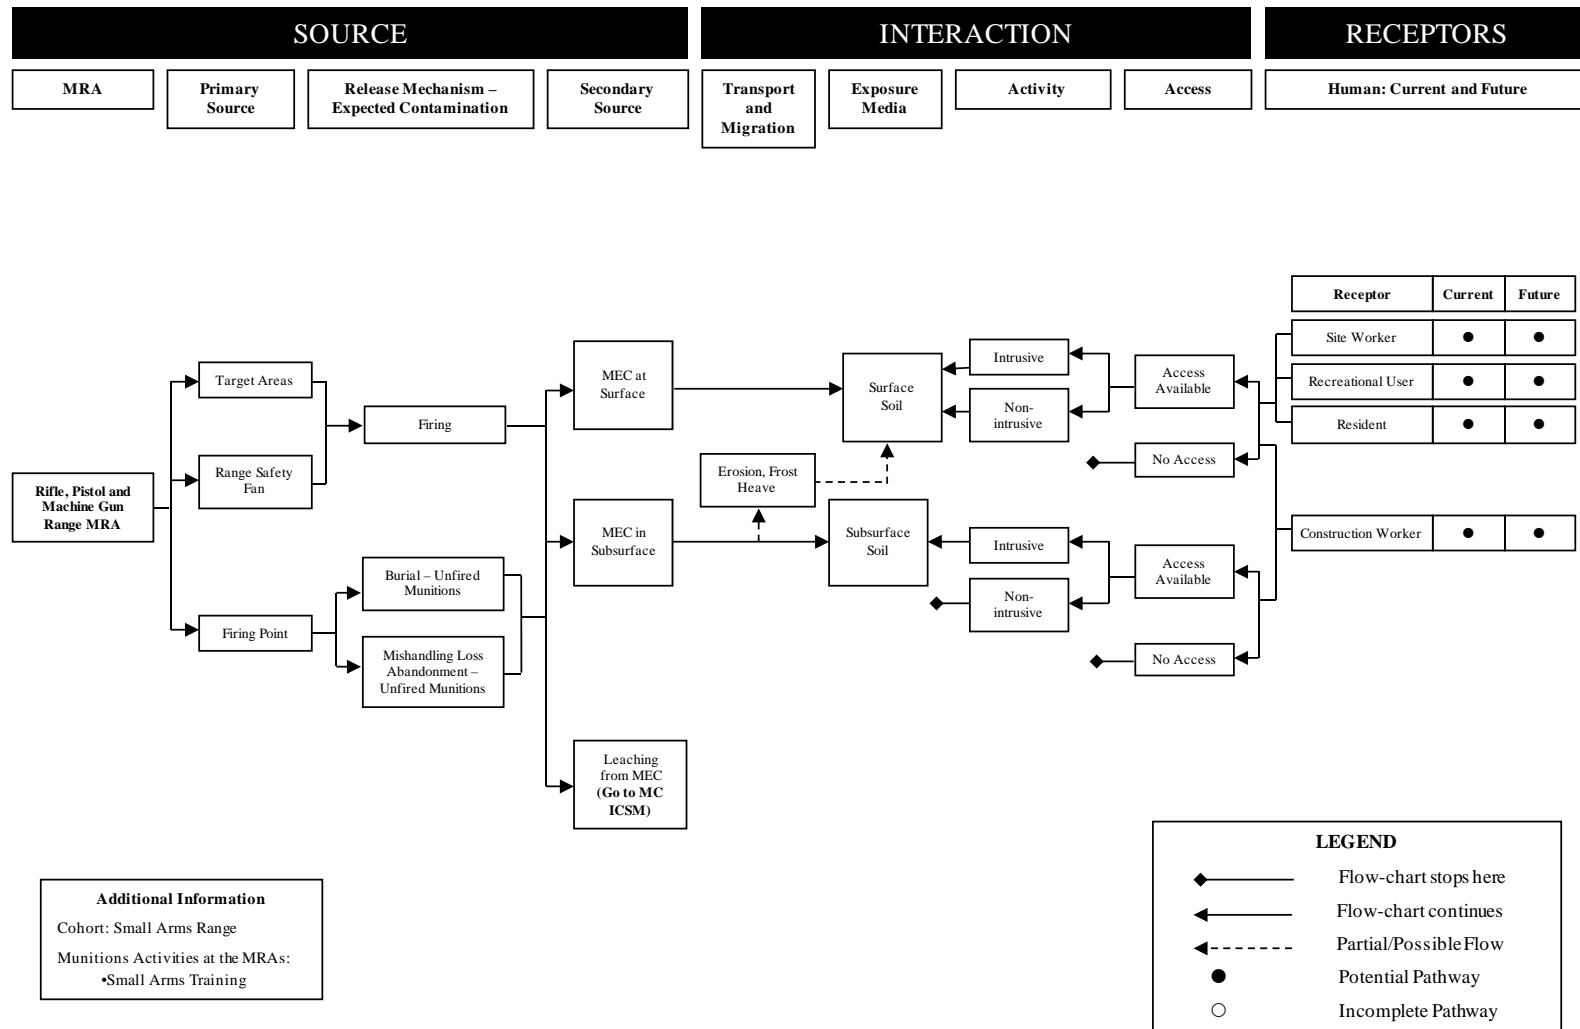 SOURCE
INTERACTION
RECEPTORS
MRA
Primary
Source
Release Mechanism –
Expected Contamination
Secondary
Source
Transport
and
Migration
Exposure
Media
Activity
Access
Human: Current and Future
Receptor
Current
Future
Site Worker
Recreational User
Resident
Construction Worker
Rifle, Pistol and
Machine Gun
Range MRA
Target Areas
Range Safety
Fan
Firing Point
Firing
Burial – Unfired
Munitions
Mishandling Loss
Abandonment –
Unfired Munitions
MEC at
Surface
MEC in
Subsurface
Leaching
from MEC
(Go to MC
ICSM)
Erosion, Frost
Heave
Surface
Soil
Subsurface
Soil
Intrusive
Non-
intrusive
Intrusive
Non-
intrusive
Access
Available
No Access
Access
Available
No Access
Additional Information
Cohort: Small Arms Range
Munitions Activities at the MRAs:
•Small Arms Training
LEGEND
Flow-chart stops here
Flow-chart continues
Partial/Possible Flow
Potential Pathway
Incomplete Pathway